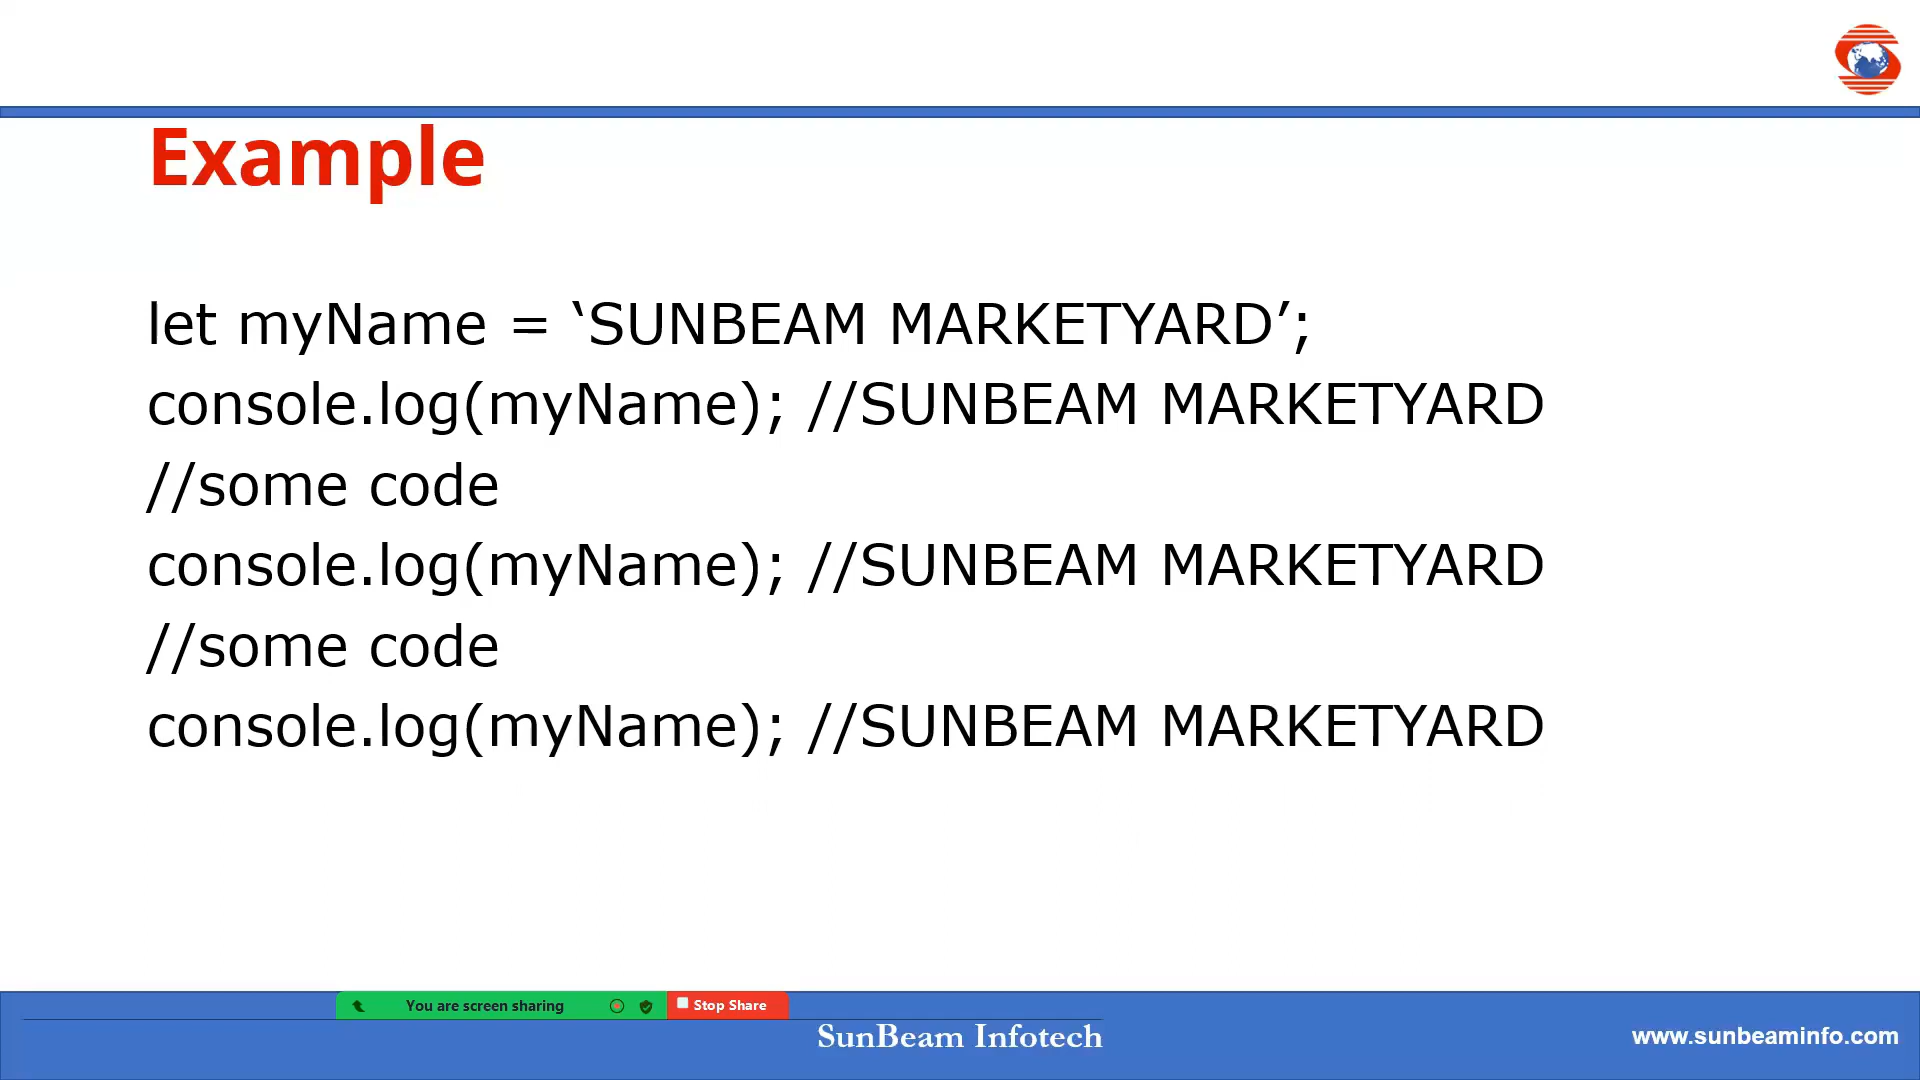 Example
let myName = ‘SUNBEAM MARKETYARD’;
console.log(myName); //SUNBEAM MARKETYARD
//some code
console.log(myName); //SUNBEAM MARKETYARD
//some code
console.log(myName); //SUNBEAM MARKETYARD
You are screen sharing
Stop Share
SunBeam Infotech
www.sunbeaminfo.com